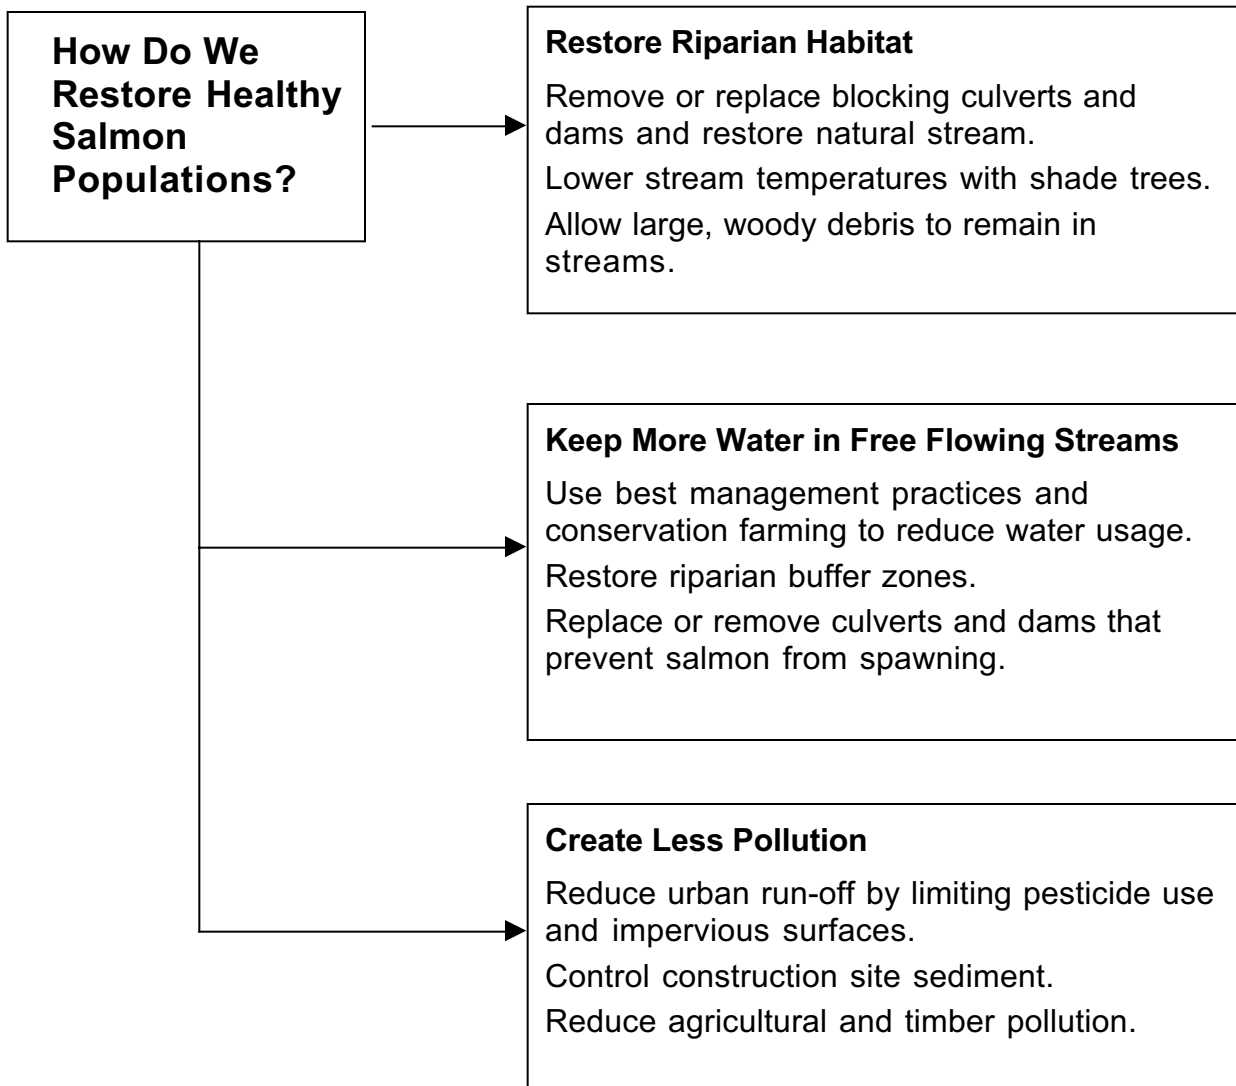 How Do We
Restore Healthy
Salmon
Populations?
Restore Riparian Habitat
Remove or replace blocking culverts and
dams and restore natural stream.
Lower stream temperatures with shade trees.
Allow large, woody debris to remain in
streams.
Keep More Water in Free Flowing Streams
Use best management practices and
conservation farming to reduce water usage.
Restore riparian buffer zones.
Replace or remove culverts and dams that
prevent salmon from spawning.
Create Less Pollution
Reduce urban run-off by limiting pesticide use
and impervious surfaces.
Control construction site sediment.
Reduce agricultural and timber pollution.